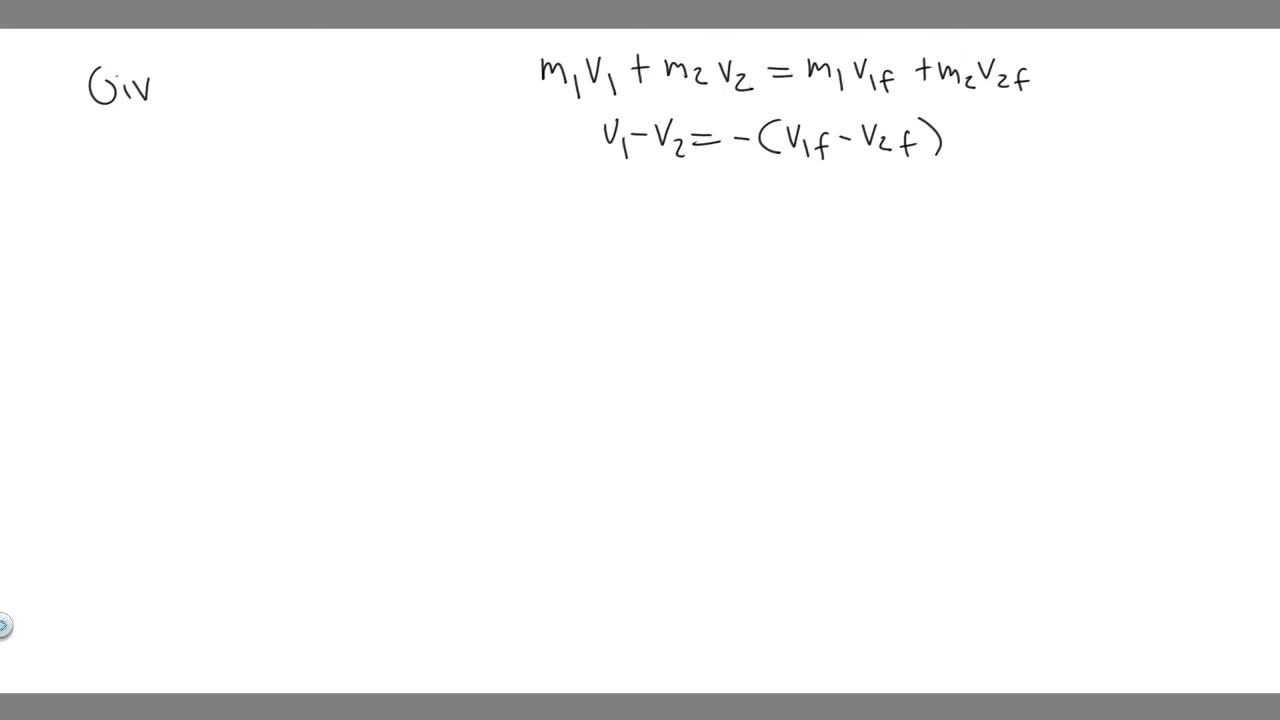 Giv
m₁v₁ + m₂v₂ = m₁v₁f + m₂v₂f
v₁ - v₂ = -(v₁f - v₂f)